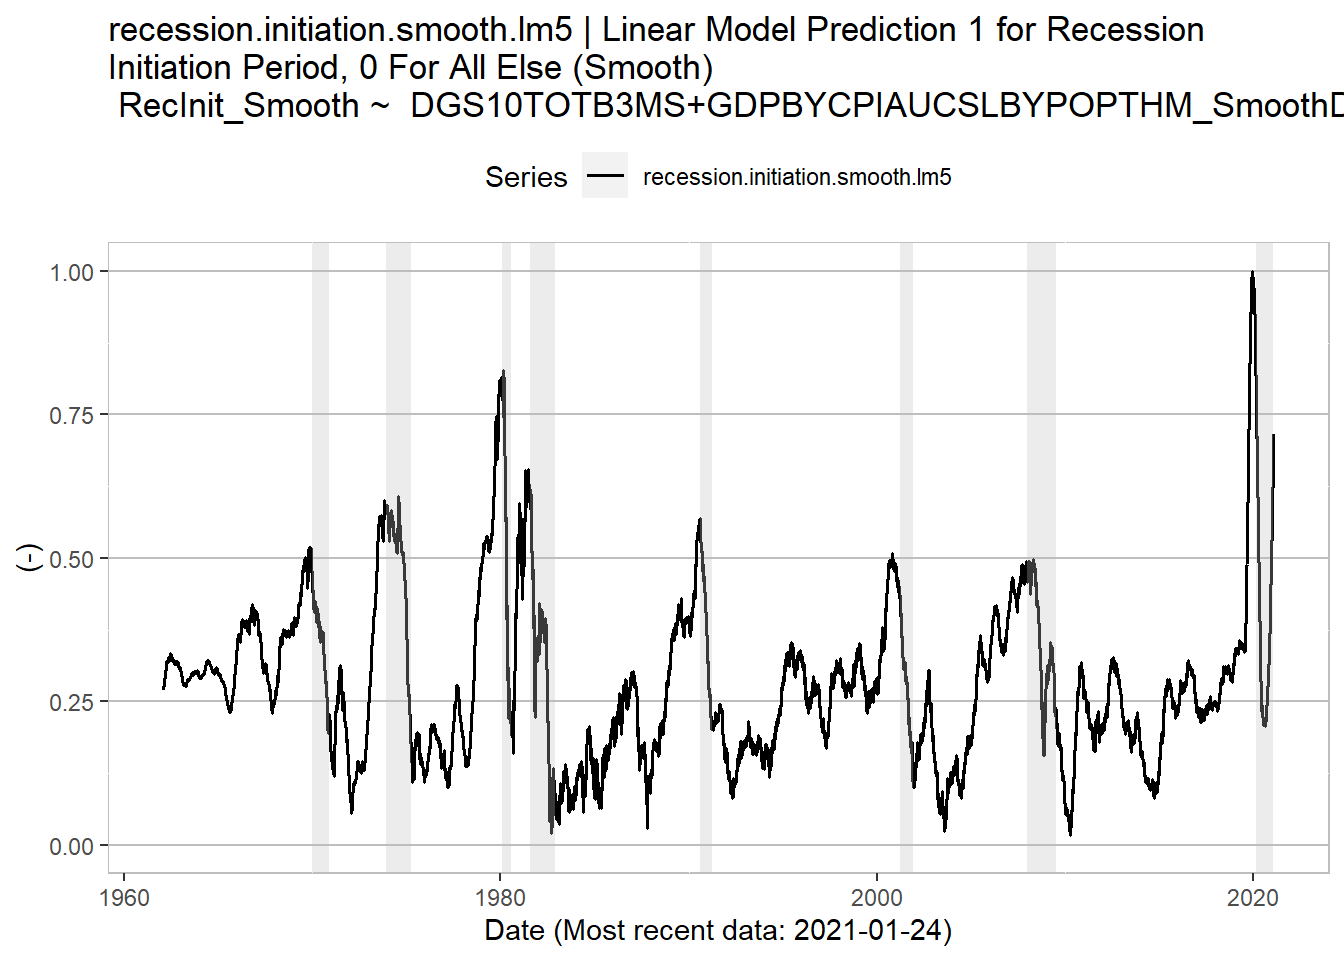 recession.initiation.smooth.lm5 | Linear Model Prediction 1 for Recession
Initiation Period, 0 For All Else (Smooth)
RecInit_Smooth ~ DGS10TOTB3MS+GDPBYCPIAUCSLBYPOPTHM_SmoothD
Series
recession.initiation.smooth.lm5
1.00
0.75
0.50
0.25
0.00
(-)
1960
1980
2000
2020
Date (Most recent data: 2021-01-24)